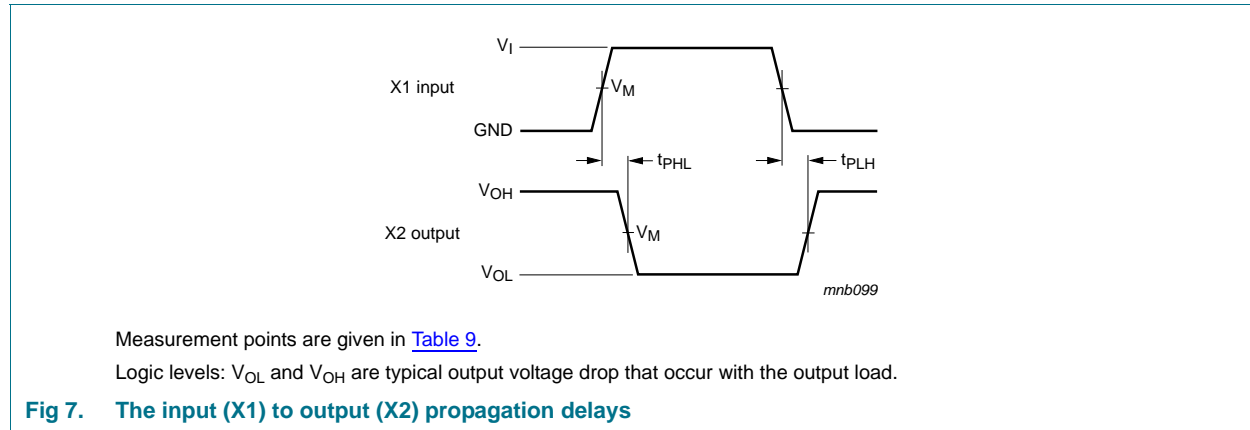 VI
X1 input
VM
GND
tPHL
tPLH
VOH
X2 output
VM
VOL
mnb099
Measurement points are given in Table 9.
Logic levels: VOL and VOH are typical output voltage drop that occur with the output load.
Fig 7. The input (X1) to output (X2) propagation delays